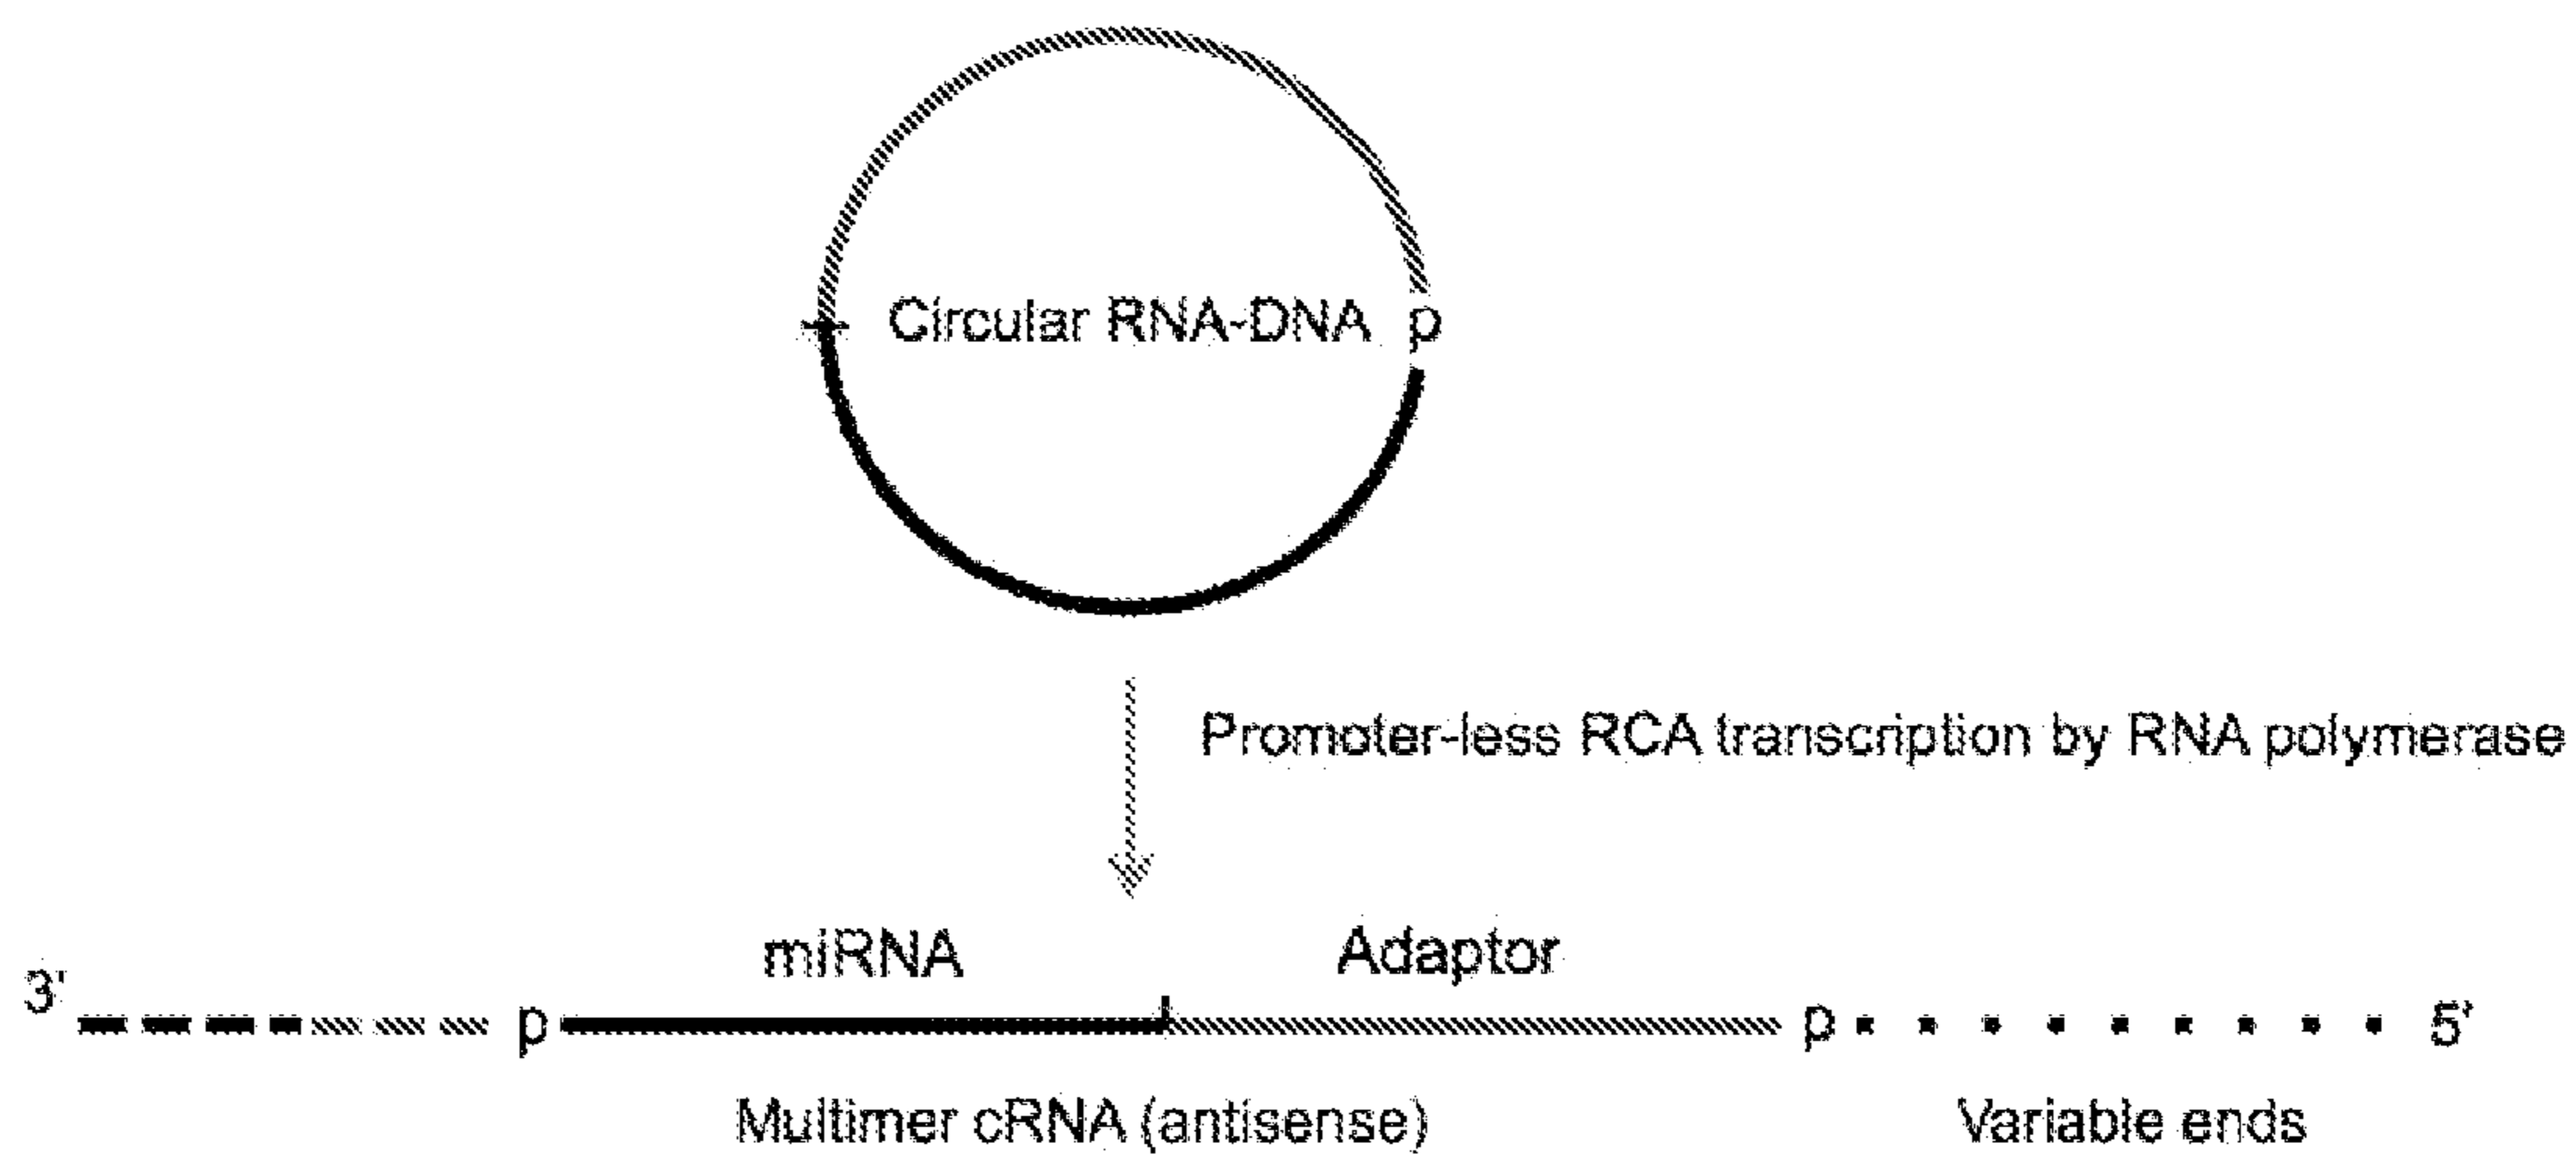 Circular RNA-DNA p
Promoter-less RCA transcription by RNA polymerase
miRNA Adaptor
3' p p 5'
Multimer cRNA (antisense) Variable ends